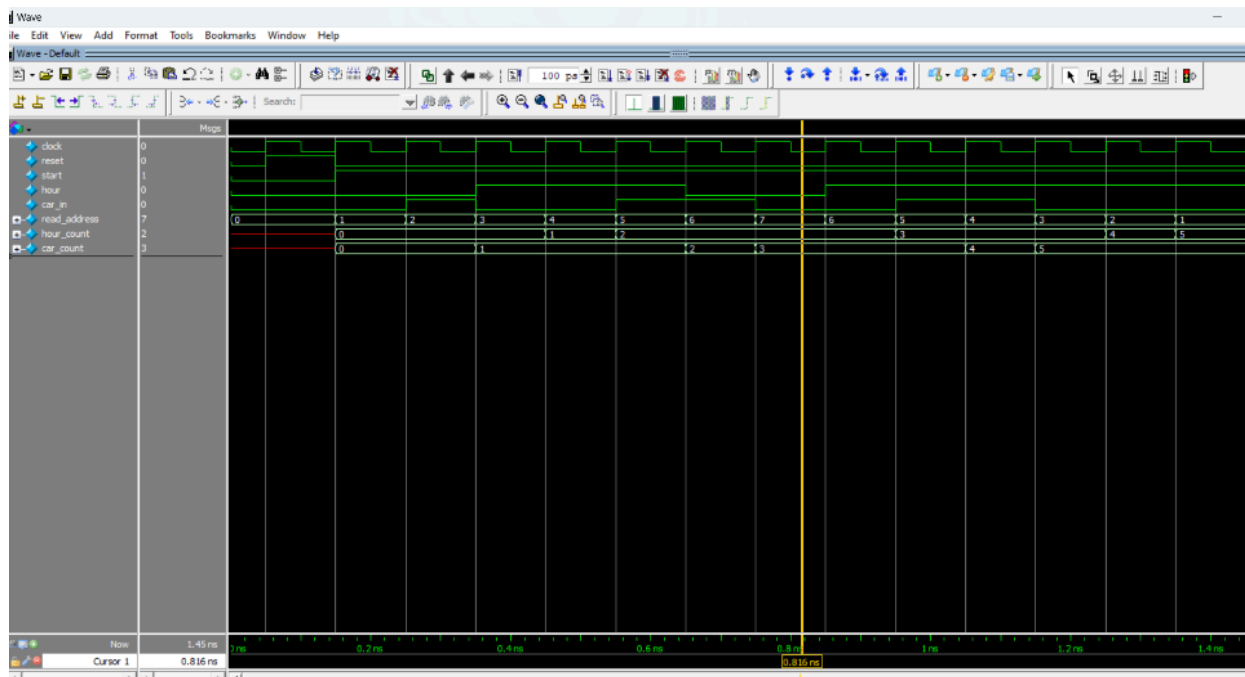 Wave
ile Edit View Add Format Tools Bookmarks Window Help
Wave - Default
100 ps
Search:
Msgs
clock 0
reset 0
start 1
hour 0
car_in 0
read_address 7 0 1 2 3 4 5 6 7 6 5 4 3 2 1
hour_count 2 0 1 2 3 4 5
car_count 3 0 1 2 3 4 5
Now 1.45 ns 0.2 ns 0.4 ns 0.6 ns 0.8 ns 1 ns 1.2 ns 1.4 ns
Cursor 1 0.816 ns 0.816 ns